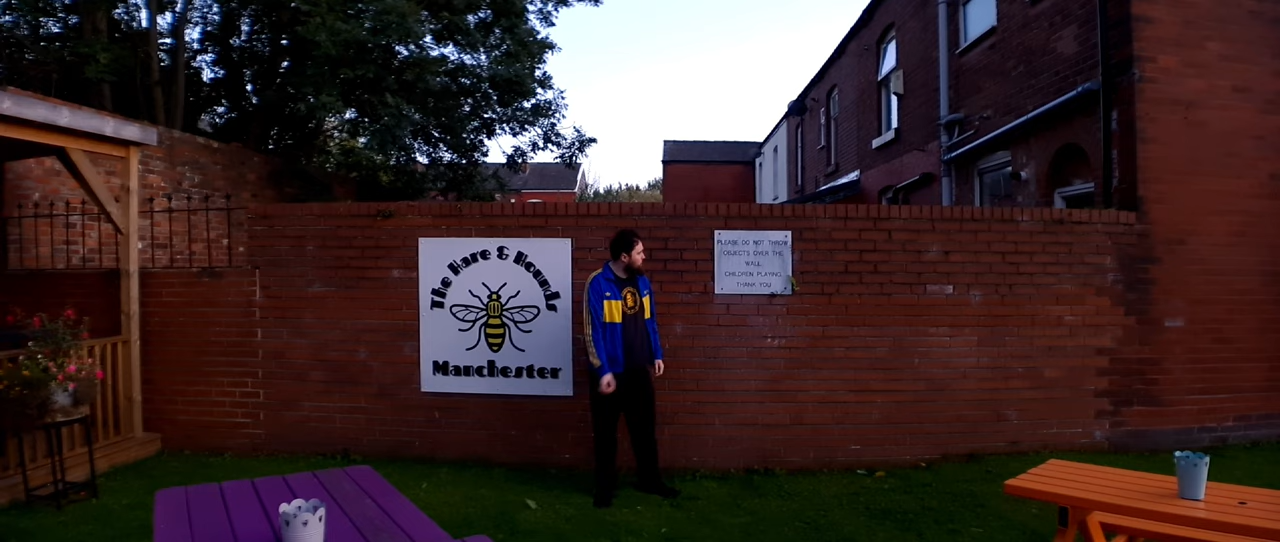 The Hare & Hounds
Manchester
PLEASE DO NOT THROW
OBJECTS OVER THE
WALL.
CHILDREN PLAYING.
THANK YOU